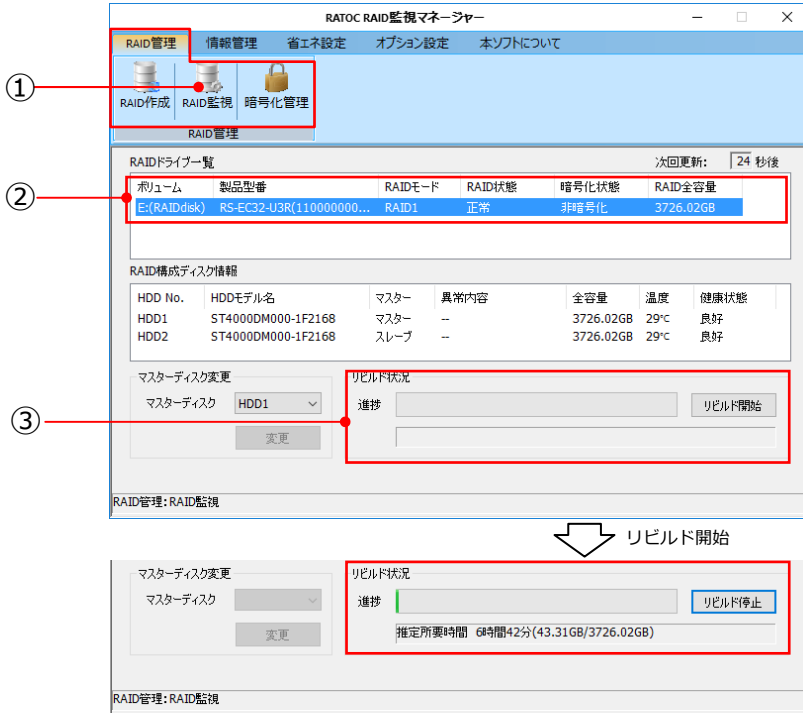 RATOC RAID監視マネージャー
RAID管理 情報管理 省エネ設定 オプション設定 本ソフトについて
①
RAID作成 RAID監視 暗号化管理
RAID管理
RAIDドライブ一覧 次回更新: 24 秒後
②
ボリューム 製品型番 RAIDモード RAID状態 暗号化状態 RAID全容量
E:(RAIDdisk) RS-EC32-U3R(110000000... RAID1 正常 非暗号化 3726.02GB
RAID構成ディスク情報
HDD No. HDDモデル名 マスター 異常内容 全容量 温度 健康状態
HDD1 ST4000DM000-1F2168 マスター -- 3726.02GB 29℃ 良好
HDD2 ST4000DM000-1F2168 スレーブ -- 3726.02GB 29℃ 良好
マスターディスク変更 リビルド状況
マスターディスク HDD1 進捗 リビルド開始
③
変更
RAID管理:RAID監視
リビルド開始
マスターディスク変更 リビルド状況
マスターディスク 進捗 リビルド停止
変更 推定所要時間 6時間42分(43.31GB/3726.02GB)
RAID管理:RAID監視